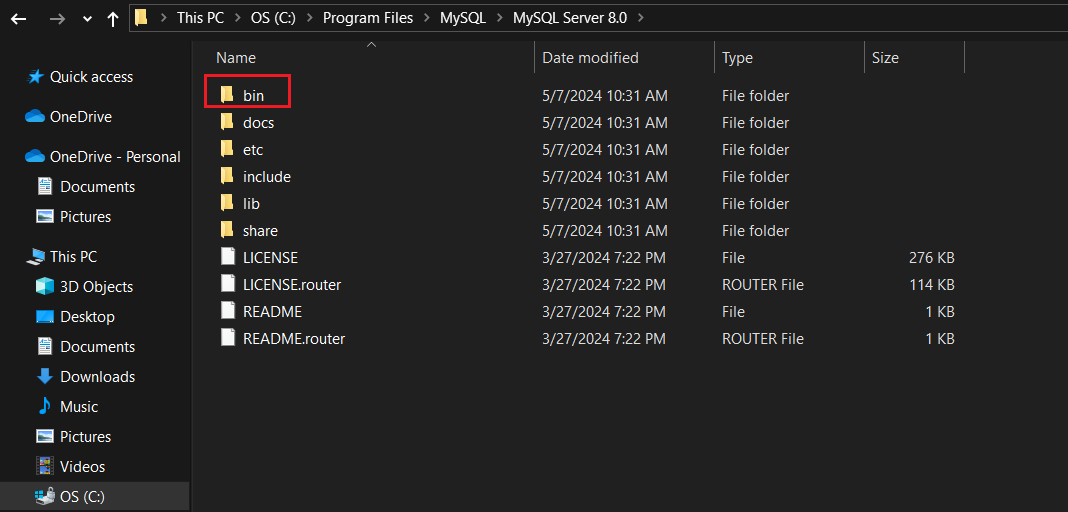 This PC > OS (C:) > Program Files > MySQL > MySQL Server 8.0 >
Name Date modified Type Size
Quick access
OneDrive
OneDrive - Personal
Documents
Pictures
This PC
3D Objects
Desktop
Documents
Downloads
Music
Pictures
Videos
OS (C:)
bin 5/7/2024 10:31 AM File folder
docs 5/7/2024 10:31 AM File folder
etc 5/7/2024 10:31 AM File folder
include 5/7/2024 10:31 AM File folder
lib 5/7/2024 10:31 AM File folder
share 5/7/2024 10:31 AM File folder
LICENSE 3/27/2024 7:22 PM File 276 KB
LICENSE.router 3/27/2024 7:22 PM ROUTER File 114 KB
README 3/27/2024 7:22 PM File 1 KB
README.router 3/27/2024 7:22 PM ROUTER File 1 KB